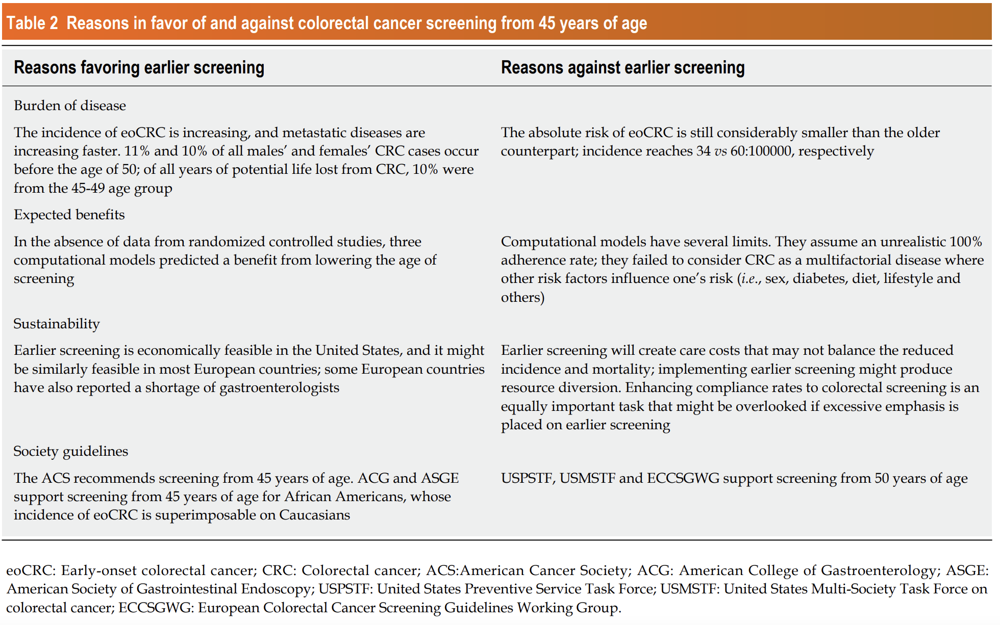 Table 2 Reasons in favor of and against colorectal cancer screening from 45 years of age
Reasons favoring earlier screening
Reasons against earlier screening
Burden of disease
The incidence of eoCRC is increasing, and metastatic diseases are
increasing faster. 11% and 10% of all males’ and females’ CRC cases occur
before the age of 50; of all years of potential life lost from CRC, 10% were
from the 45-49 age group
The absolute risk of eoCRC is still considerably smaller than the older
counterpart; incidence reaches 34 vs 60:100000, respectively
Expected benefits
In the absence of data from randomized controlled studies, three
computational models predicted a benefit from lowering the age of
screening
Computational models have several limits. They assume an unrealistic 100%
adherence rate; they failed to consider CRC as a multifactorial disease where
other risk factors influence one’s risk (i.e., sex, diabetes, diet, lifestyle and
others)
Sustainability
Earlier screening is economically feasible in the United States, and it might
be similarly feasible in most European countries; some European countries
have also reported a shortage of gastroenterologists
Earlier screening will create care costs that may not balance the reduced
incidence and mortality; implementing earlier screening might produce
resource diversion. Enhancing compliance rates to colorectal screening is an
equally important task that might be overlooked if excessive emphasis is
placed on earlier screening
Society guidelines
The ACS recommends screening from 45 years of age. ACG and ASGE
support screening from 45 years of age for African Americans, whose
incidence of eoCRC is superimposable on Caucasians
USPSTF, USMSTF and ECCSGWG support screening from 50 years of age
eoCRC: Early-onset colorectal cancer; CRC: Colorectal cancer; ACS:American Cancer Society; ACG: American College of Gastroenterology; ASGE:
American Society of Gastrointestinal Endoscopy; USPSTF: United States Preventive Service Task Force; USMSTF: United States Multi-Society Task Force on
colorectal cancer; ECCSGWG: European Colorectal Cancer Screening Guidelines Working Group.